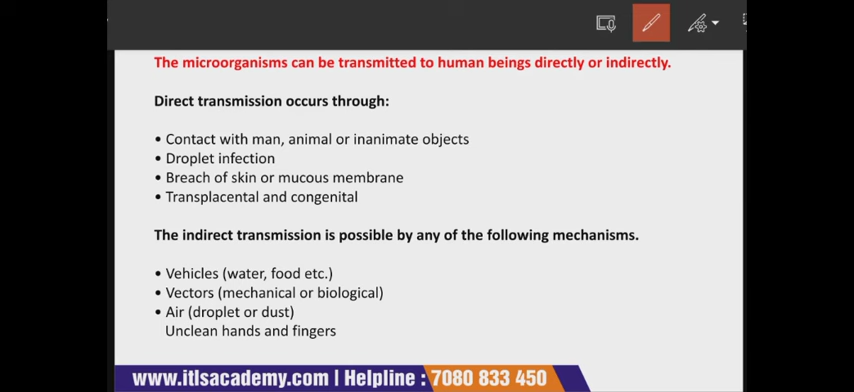 The microorganisms can be transmitted to human beings directly or indirectly.
Direct transmission occurs through:
• Contact with man, animal or inanimate objects
• Droplet infection
• Breach of skin or mucous membrane
• Transplacental and congenital
The indirect transmission is possible by any of the following mechanisms.
• Vehicles (water, food etc.)
• Vectors (mechanical or biological)
• Air (droplet or dust)
Unclean hands and fingers
www.itlsacademy.com | Helpline : 7080 833 450